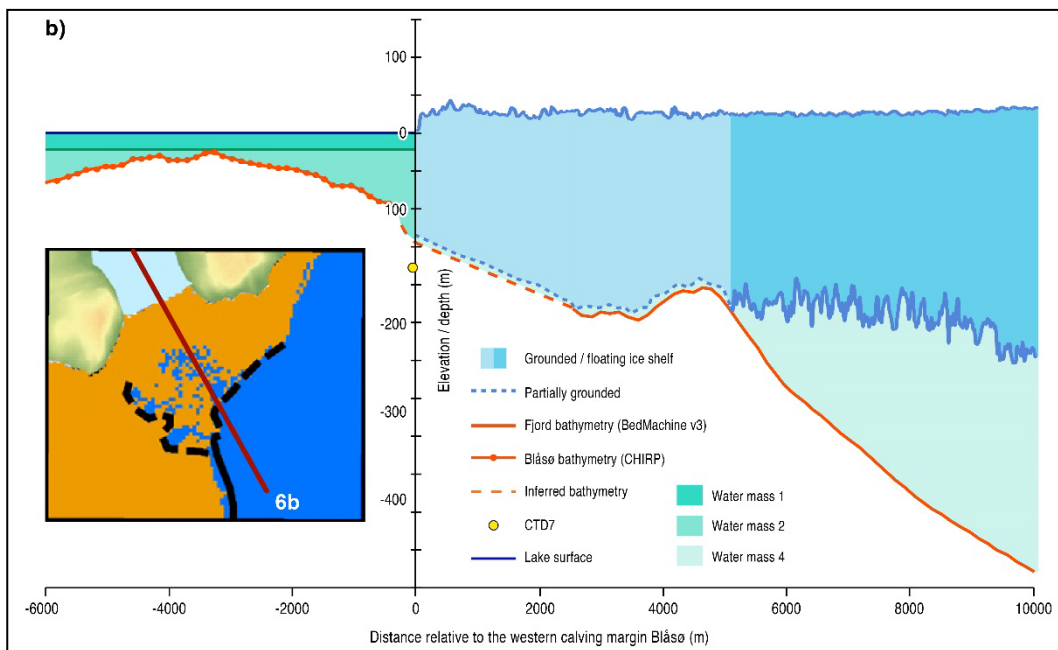 b)
100
0
100
-200
-300
-400
Elevation / depth (m)
Grounded / floating ice shelf
Partially grounded
Fjord bathymetry (BedMachine v3)
Blåsø bathymetry (CHIRP)
Inferred bathymetry
CTD7
Lake surface
Water mass 1
Water mass 2
Water mass 4
6b
-6000
-4000
-2000
0
2000
4000
6000
8000
10000
Distance relative to the western calving margin Blåsø (m)